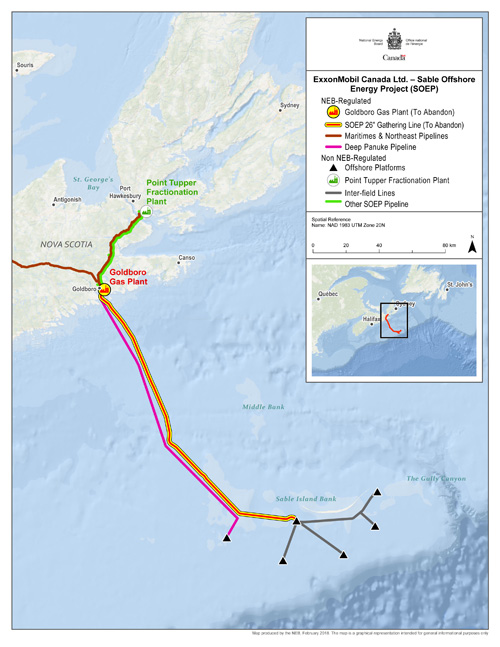 National Energy
Board
Office national
de l'énergie
Canada
ExxonMobil Canada Ltd. – Sable Offshore
Energy Project (SOEP)
NEB-Regulated
Goldboro Gas Plant (To Abandon)
SOEP 26" Gathering Line (To Abandon)
Maritimes & Northeast Pipelines
Deep Panuke Pipeline
Non NEB-Regulated
Offshore Platforms
Point Tupper Fractionation Plant
Inter-field Lines
Other SOEP Pipeline
Spatial Reference
Name: NAD 1983 UTM Zone 20N
N
0 20 40 80 km
Québec
St. John's
Sydney
Halifax
Souris
Sydney
St. George's
Bay
Port
Hawkesbury
Point Tupper
Fractionation
Plant
Antigonish
NOVA SCOTIA
Canso
Goldboro
Gas Plant
Goldboro
Middle Bank
The Gully Canyon
Sable Island Bank
Map produced by the NEB, February 2018. The map is a graphical representation intended for general informational purposes only